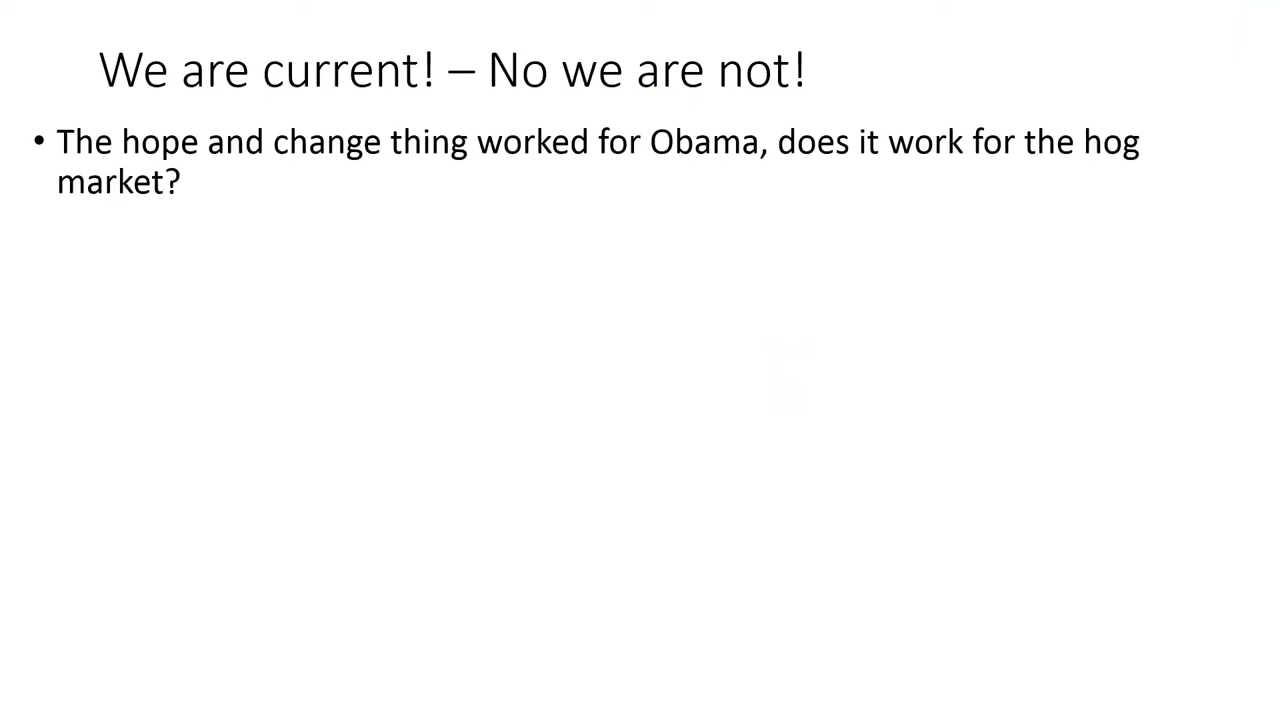 We are current! – No we are not!
• The hope and change thing worked for Obama, does it work for the hog
market?